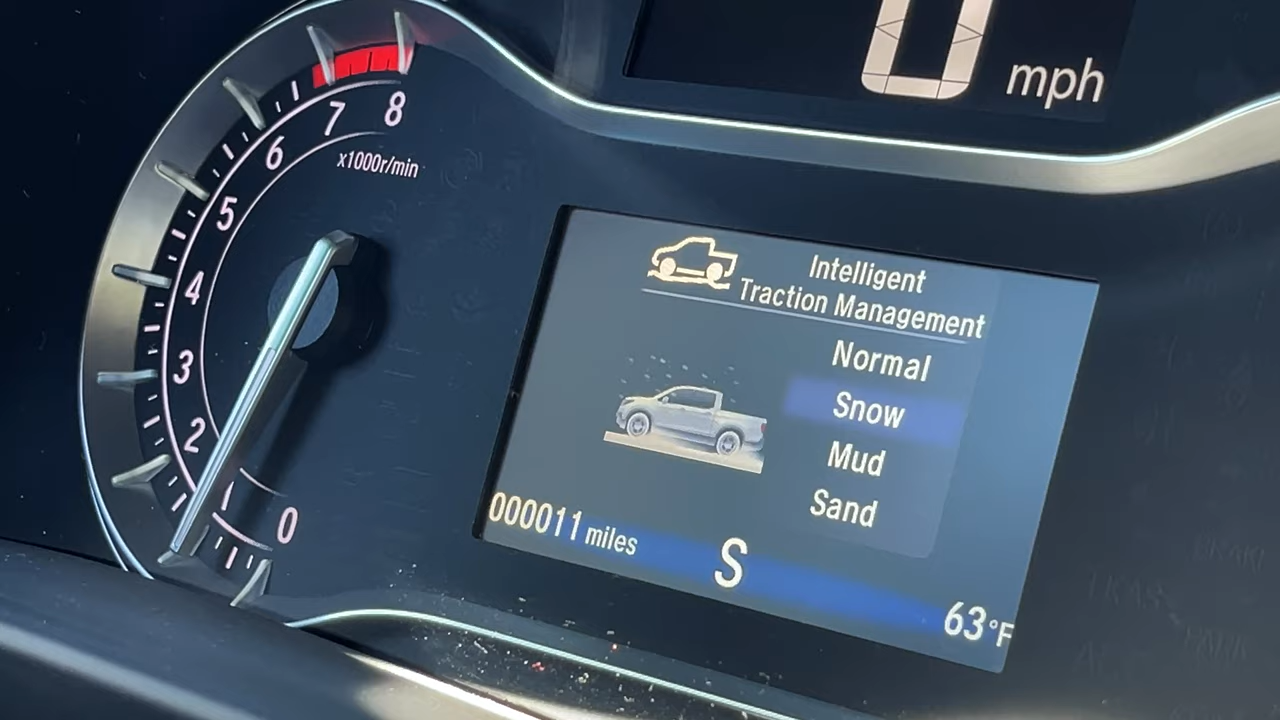 0 mph
8
7
6
x1000r/min
5
4
3
2
1
0
Intelligent
Traction Management
Normal
Snow
Mud
Sand
000011 miles
S
63°F